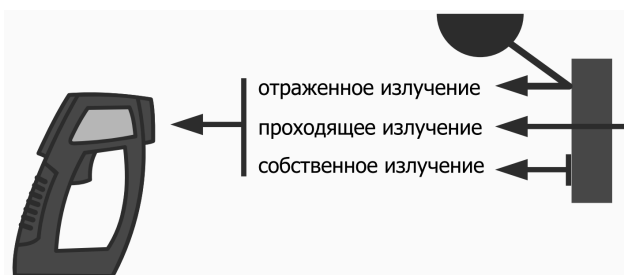 отраженное излучение
проходящее излучение
собственное излучение